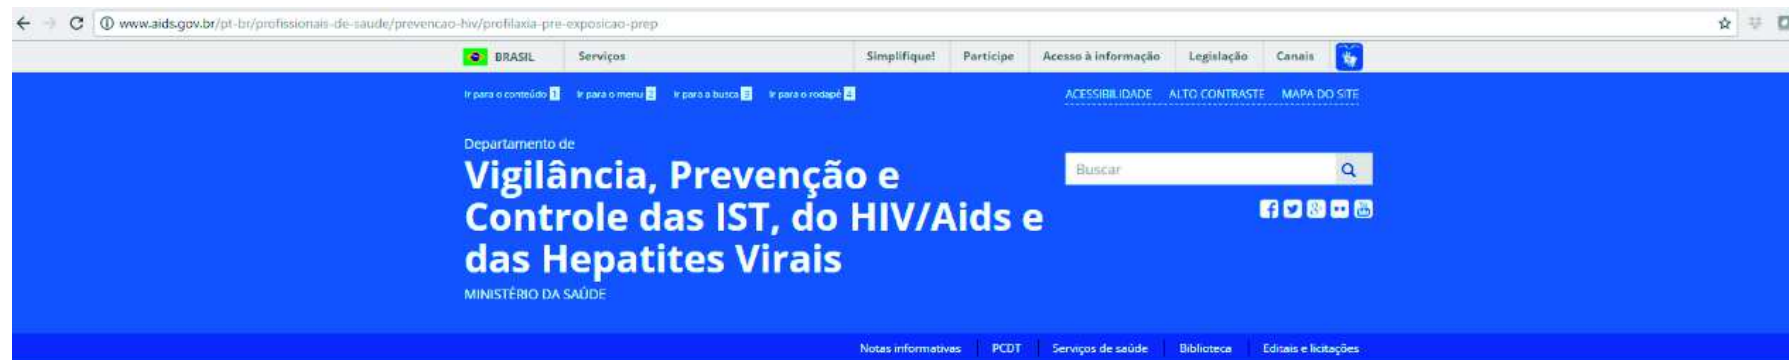 www.aids.gov.br/pt-br/profissionais-de-saude/prevencao-hiv/profilaxia-pre-exposicao-prep
BRASIL Serviços Simplifique! Participe Acesso à informação Legislação Canais
Ir para o conteúdo 1 Ir para o menu 2 Ir para a busca 3 Ir para o rodapé 4 ACESSIBILIDADE ALTO CONTRASTE MAPA DO SITE
Departamento de
Vigilância, Prevenção e
Controle das IST, do HIV/Aids e
das Hepatites Virais
MINISTÉRIO DA SAÚDE
Buscar
Notas informativas PCDT Serviços de saúde Biblioteca Editais e licitações